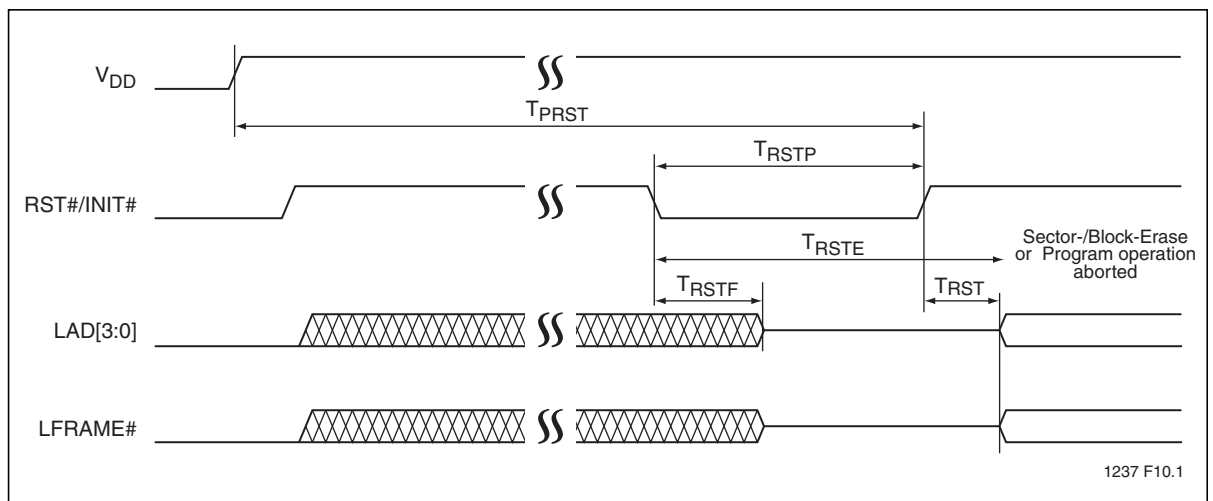 VDD
TPRST
TRSTP
RST#/INIT#
TRSTE
Sector-/Block-Erase
or Program operation
aborted
TRSTF
TRST
LAD[3:0]
LFRAME#
1237 F10.1